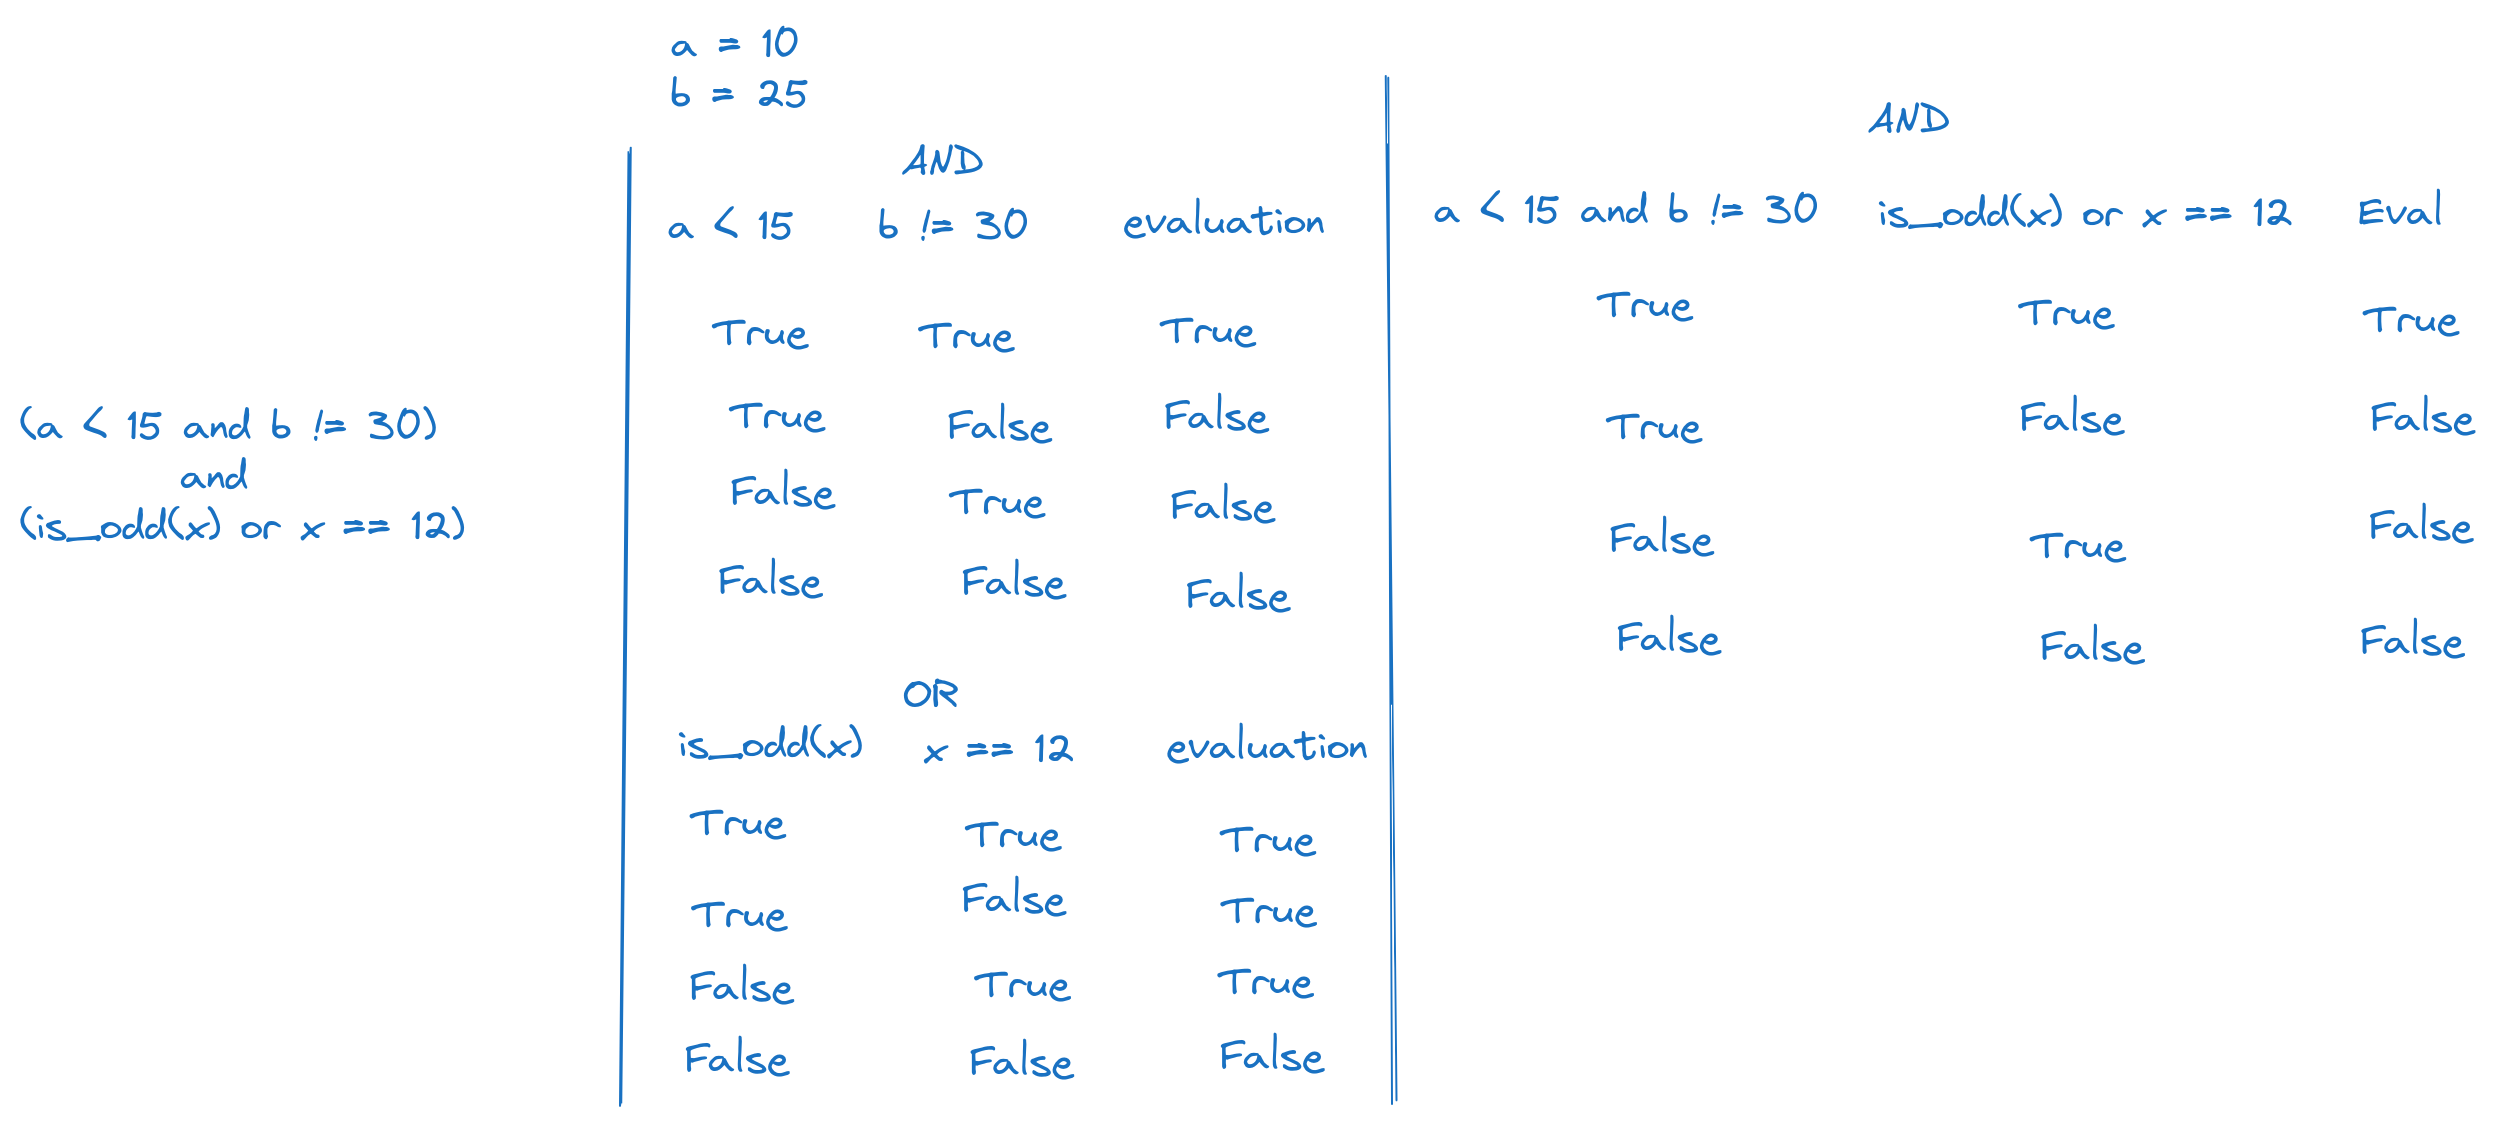 (a < 15 and b != 30)
and
(is_odd(x) or x == 12)
a = 10
b = 25
AND
a < 15 b != 30 evaluation
True True True
True False False
False True False
False False False
OR
is_odd(x) x == 12 evaluation
True True True
True False True
False True True
False False False
AND
a < 15 and b != 30 is_odd(x) or x == 12 Eval
True True True
True False False
False True False
False False False